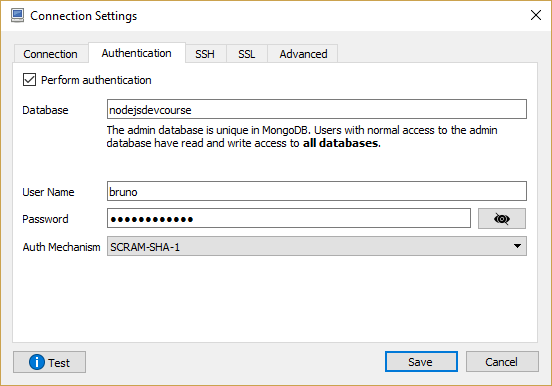 Connection Settings
Connection Authentication SSH SSL Advanced
Perform authentication
Database nodejsdevcourse
The admin database is unique in MongoDB. Users with normal access to the admin
database have read and write access to all databases.
User Name bruno
Password ●●●●●●●●●●●●
Auth Mechanism SCRAM-SHA-1
Test Save Cancel